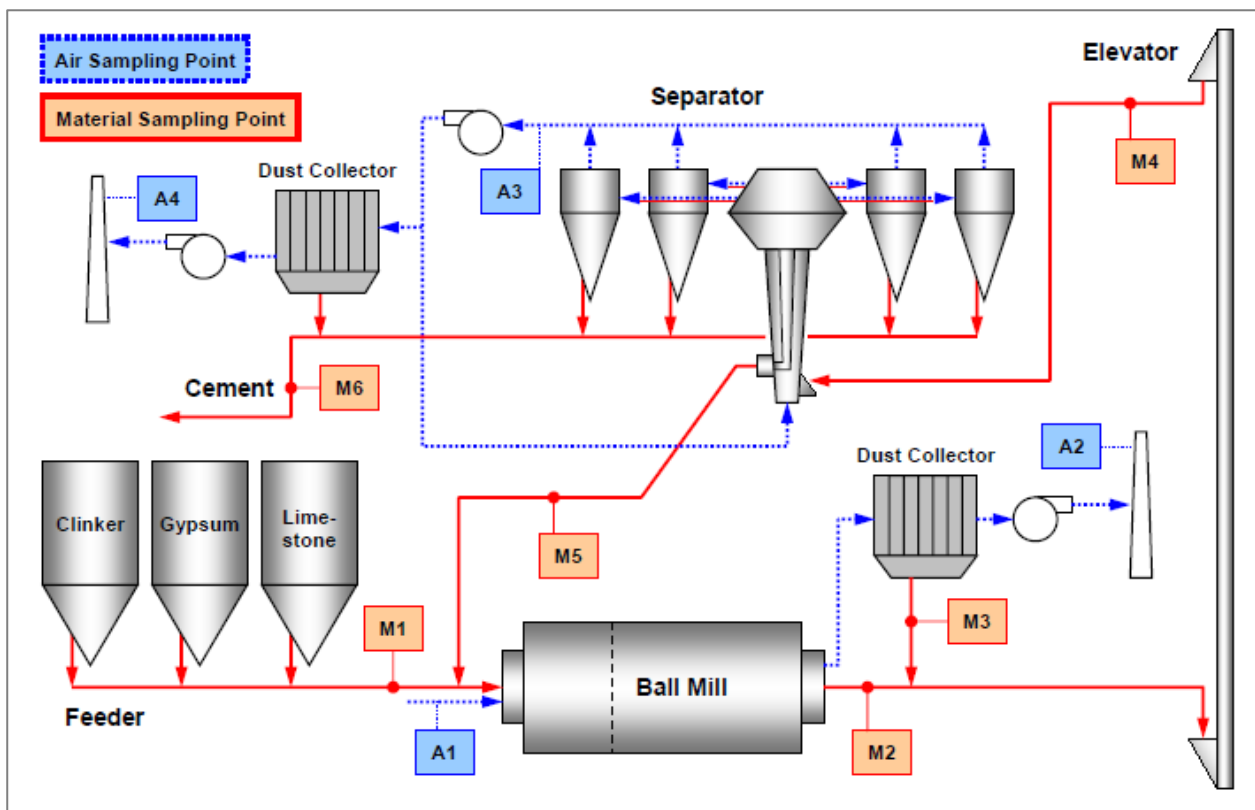 Air Sampling Point
Material Sampling Point
Elevator
Separator
M4
Dust Collector
A3
A4
Cement
M6
A2
Dust Collector
Clinker
Gypsum
Lime-
stone
M5
M1
M3
Ball Mill
Feeder
A1
M2